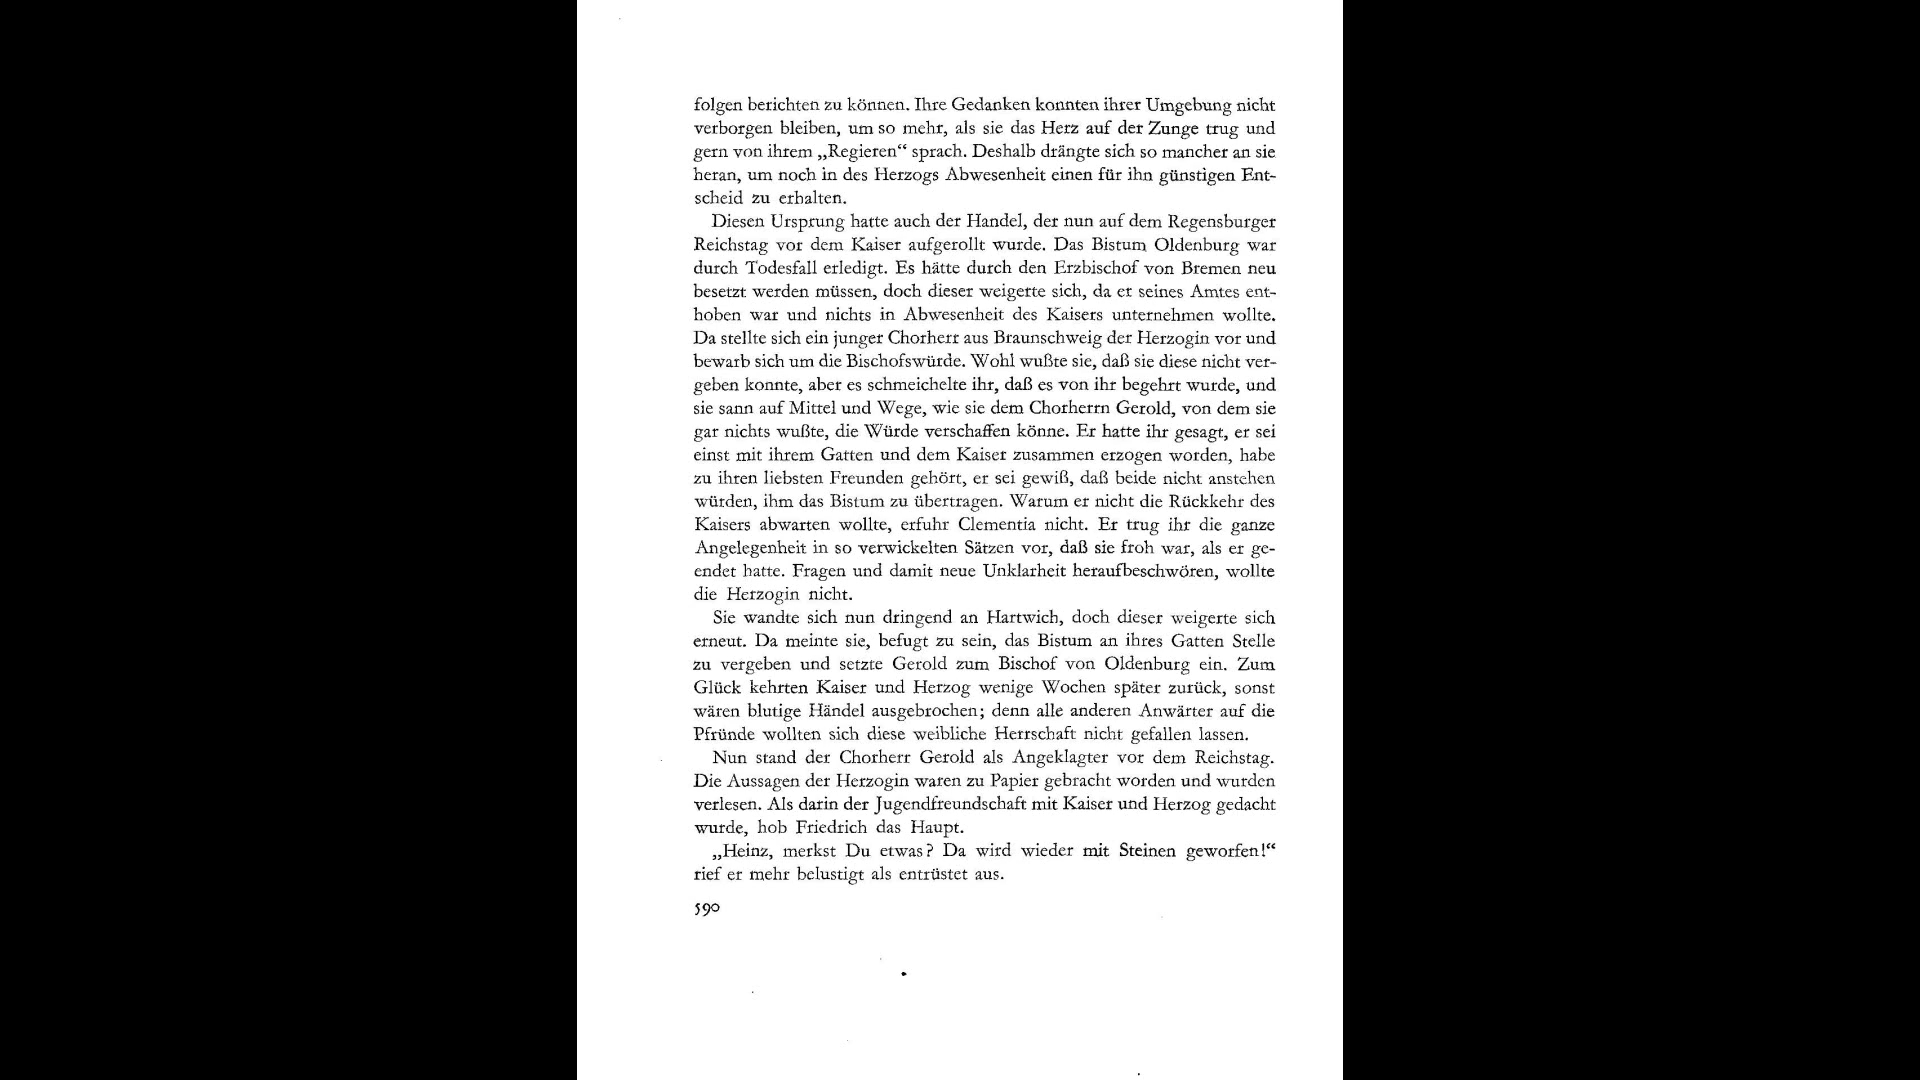 folgen berichten zu können. Ihre Gedanken konnten ihrer Umgebung nicht
verborgen bleiben, um so mehr, als sie das Herz auf der Zunge trug und
gern von ihrem „Regieren“ sprach. Deshalb drängte sich so mancher an sie
heran, um noch in des Herzogs Abwesenheit einen für ihn günstigen Ent-
scheid zu erhalten.
Diesen Ursprung hatte auch der Handel, der nun auf dem Regensburger
Reichstag vor dem Kaiser aufgerollt wurde. Das Bistum Oldenburg war
durch Todesfall erledigt. Es hätte durch den Erzbischof von Bremen neu
besetzt werden müssen, doch dieser weigerte sich, da er seines Amtes ent-
hoben war und nichts in Abwesenheit des Kaisers unternehmen wollte.
Da stellte sich ein junger Chorherr aus Braunschweig der Herzogin vor und
bewarb sich um die Bischofswürde. Wohl wußte sie, daß sie diese nicht ver-
geben konnte, aber es schmeichelte ihr, daß es von ihr begehrt wurde, und
sie sann auf Mittel und Wege, wie sie dem Chorherrn Gerold, von dem sie
gar nichts wußte, die Würde verschaffen könne. Er hatte ihr gesagt, er sei
einst mit ihrem Gatten und dem Kaiser zusammen erzogen worden, habe
zu ihren liebsten Freunden gehört, er sei gewiß, daß beide nicht anstehen
würden, ihm das Bistum zu übertragen. Warum er nicht die Rückkehr des
Kaisers abwarten wollte, erfuhr Clementia nicht. Er trug ihr die ganze
Angelegenheit in so verwickelten Sätzen vor, daß sie froh war, als er ge-
endet hatte. Fragen und damit neue Unklarheit heraufbeschwören, wollte
die Herzogin nicht.
Sie wandte sich nun dringend an Hartwich, doch dieser weigerte sich
erneut. Da meinte sie, befugt zu sein, das Bistum an ihres Gatten Stelle
zu vergeben und setzte Gerold zum Bischof von Oldenburg ein. Zum
Glück kehrten Kaiser und Herzog wenige Wochen später zurück, sonst
wären blutige Händel ausgebrochen; denn alle anderen Anwärter auf die
Pfründe wollten sich diese weibliche Herrschaft nicht gefallen lassen.
Nun stand der Chorherr Gerold als Angeklagter vor dem Reichstag.
Die Aussagen der Herzogin waren zu Papier gebracht worden und wurden
verlesen. Als darin der Jugendfreundschaft mit Kaiser und Herzog gedacht
wurde, hob Friedrich das Haupt.
„Heinz, merkst Du etwas? Da wird wieder mit Steinen geworfen!“
rief er mehr belustigt als entrüstet aus.
590